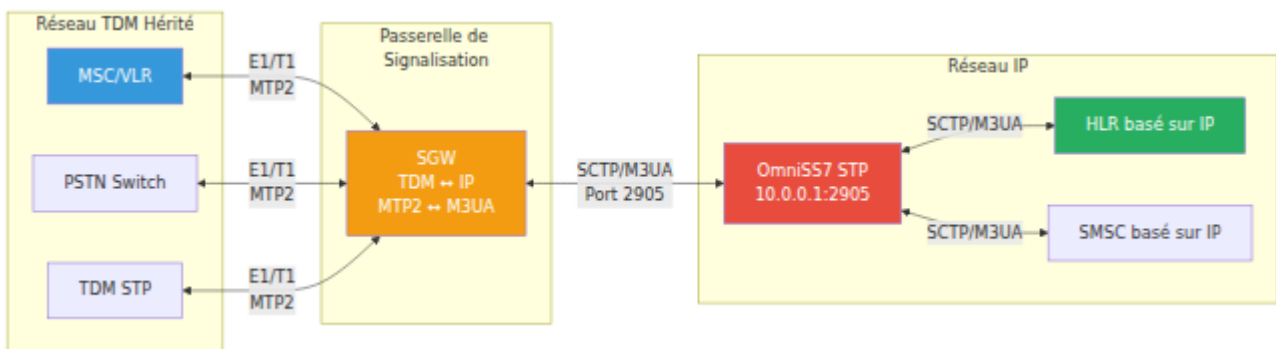 Réseau TDM Hérité
MSC/VLR
PSTN Switch
TDM STP
E1/T1
MTP2
E1/T1
MTP2
E1/T1
MTP2
Passerelle de
Signalisation
SGW
TDM ↔ IP
MTP2 ↔ M3UA
SCTP/M3UA
Port 2905
Réseau IP
OmniSS7 STP
10.0.0.1:2905
SCTP/M3UA
HLR basé sur IP
SCTP/M3UA
SMSC basé sur IP